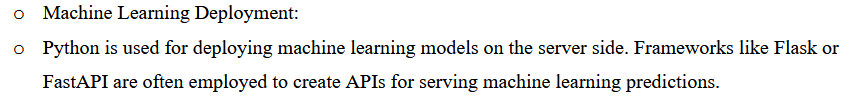 o Machine Learning Deployment:
o Python is used for deploying machine learning models on the server side. Frameworks like Flask or
FastAPI are often employed to create APIs for serving machine learning predictions.